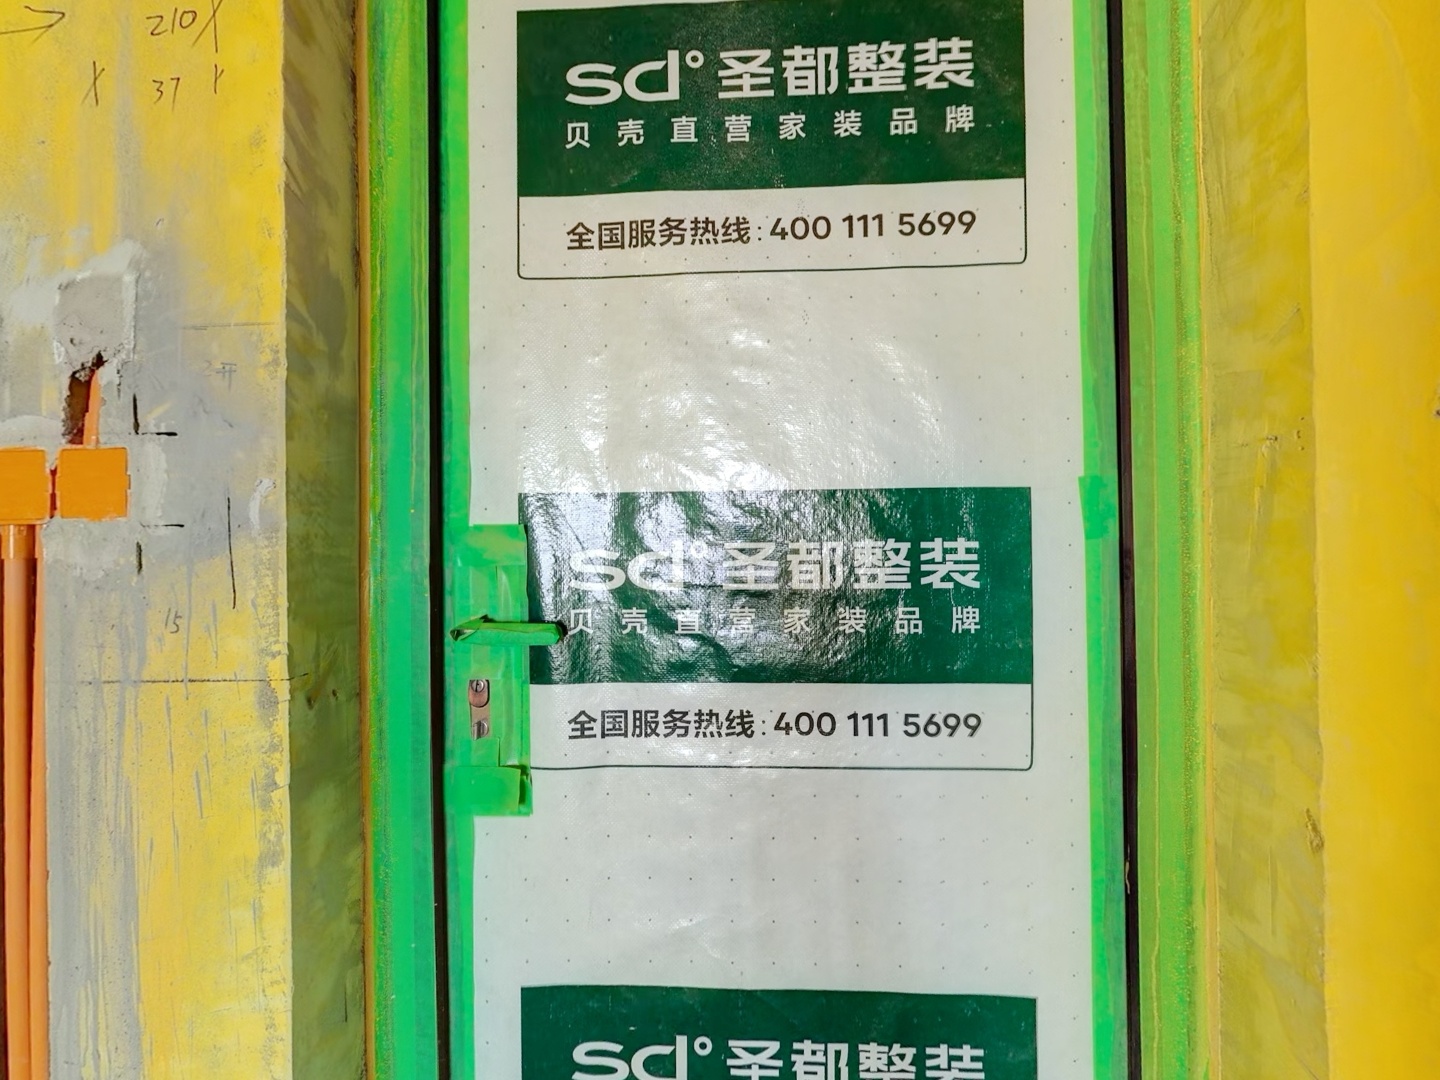 210
37
sd° 圣都整装
贝壳直营家装品牌
全国服务热线: 400 111 5699
开
sd° 圣都整装
贝壳直营家装品牌
15
全国服务热线: 400 111 5699
sd° 圣都整装